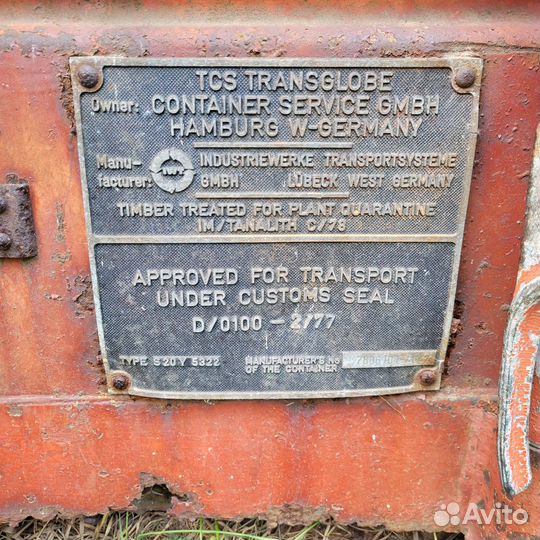 TCS TRANSGLOBE
Owner: CONTAINER SERVICE GMBH
HAMBURG W-GERMANY
Manu-
facturer: INDUSTRIEWERKE TRANSPORTSYSTEME
GMBH LÜBECK WEST GERMANY
TIMBER TREATED FOR PLANT QUARANTINE
IM/TANALITH C/78
APPROVED FOR TRANSPORT
UNDER CUSTOMS SEAL
D/0100 - 2/77
TYPE S 20 Y 5322
MANUFACTURER'S No
OF THE CONTAINER
Avito